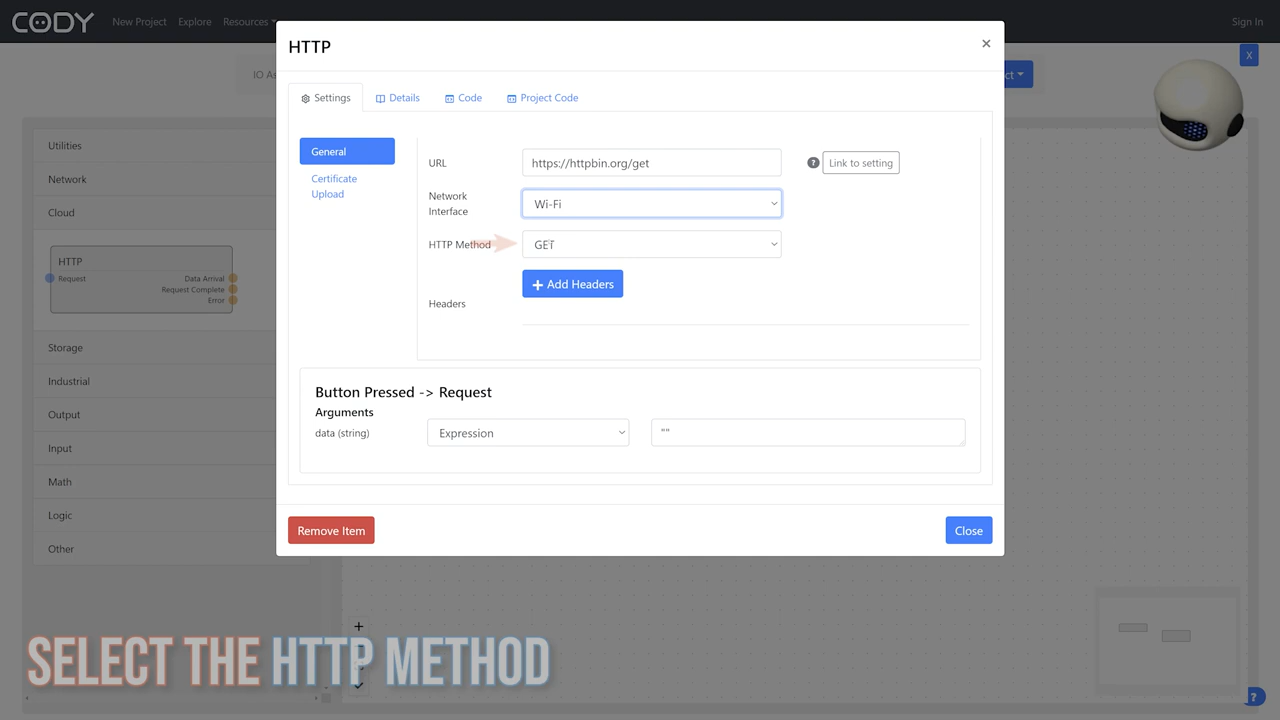 CODY
New Project
Explore
Resources
Sign In
HTTP
×
X
IO As
ct
Settings
Details
Code
Project Code
Utilities
Network
Cloud
HTTP
Request
Data Arrival
Request Complete
Error
Storage
Industrial
Output
Input
Math
Logic
Other
General
Certificate
Upload
URL
https://httpbin.org/get
? Link to setting
Network
Interface
Wi-Fi
HTTP Method
GET
+ Add Headers
Headers
Button Pressed -> Request
Arguments
data (string)
Expression
""
Remove Item
Close
+
SELECT THE HTTP METHOD
?